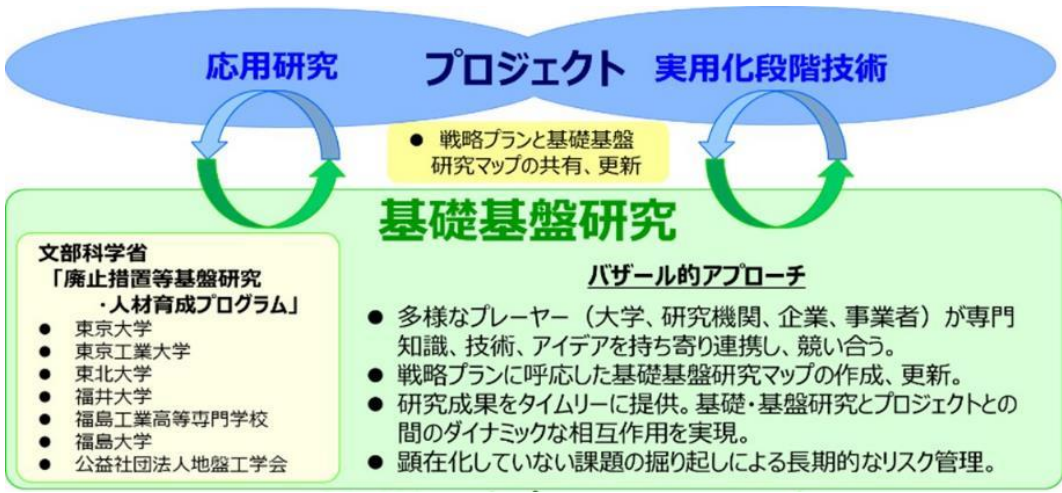 応用研究
プロジェクト
実用化段階技術
● 戦略プランと基礎基盤
研究マップの共有、更新
基礎基盤研究
文部科学省
「廃止措置等基盤研究
・人材育成プログラム」
● 東京大学
● 東京工業大学
● 東北大学
● 福井大学
● 福島工業高等専門学校
● 福島大学
● 公益社団法人地盤工学会
バザール的アプローチ
● 多様なプレーヤー（大学、研究機関、企業、事業者）が専門
知識、技術、アイデアを持ち寄り連携し、競い合う。
● 戦略プランに呼応した基礎基盤研究マップの作成、更新。
● 研究成果をタイムリーに提供。基礎・基盤研究とプロジェクトとの
間のダイナミックな相互作用を実現。
● 顕在化していない課題の掘り起しによる長期的なリスク管理。